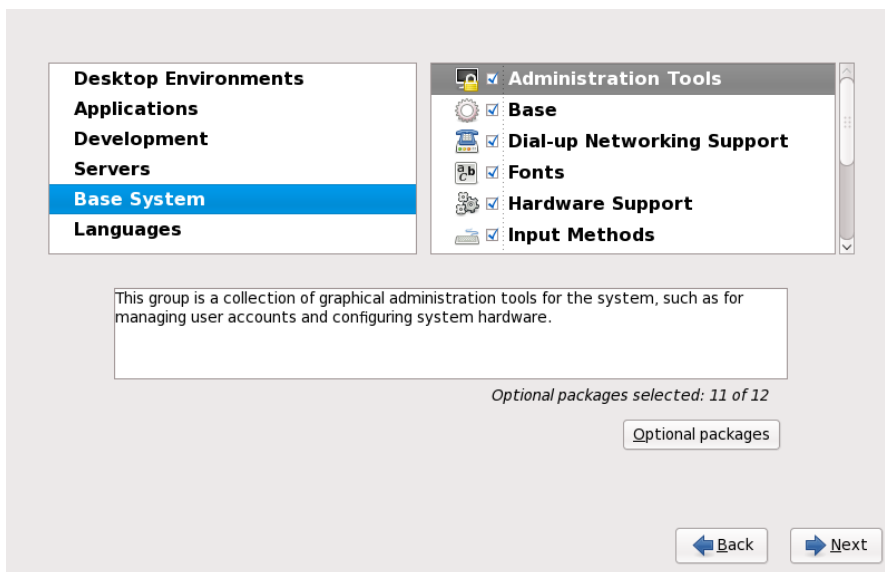 Desktop Environments
Applications
Development
Servers
Base System
Languages
Administration Tools
Base
Dial-up Networking Support
Fonts
Hardware Support
Input Methods
This group is a collection of graphical administration tools for the system, such as for
managing user accounts and configuring system hardware.
Optional packages selected: 11 of 12
Optional packages
Back
Next